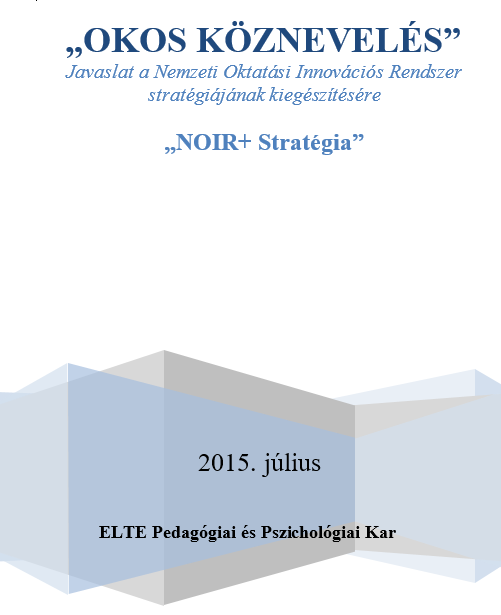 „OKOS KÖZNEVELÉS”
Javaslat a Nemzeti Oktatási Innovációs Rendszer
stratégiájának kiegészítésére
„NOIR+ Stratégia”
2015. július
ELTE Pedagógiai és Pszichológiai Kar